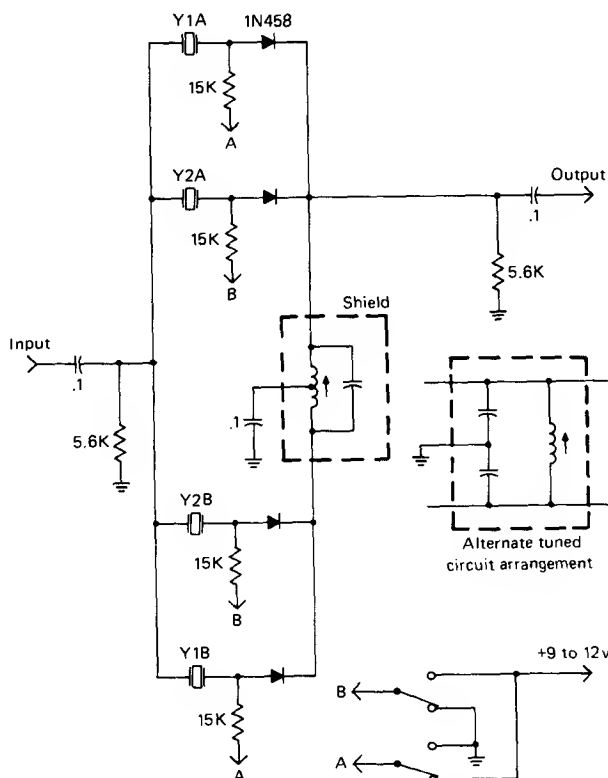 Y1A
1N458
15K
A
Y2A
Output
15K
.1
B
5.6K
Shield
Input
.1
.1
5.6K
Y2B
Alternate tuned
circuit arrangement
15K
B
Y1B
+9 to 12v
B
15K
A
A